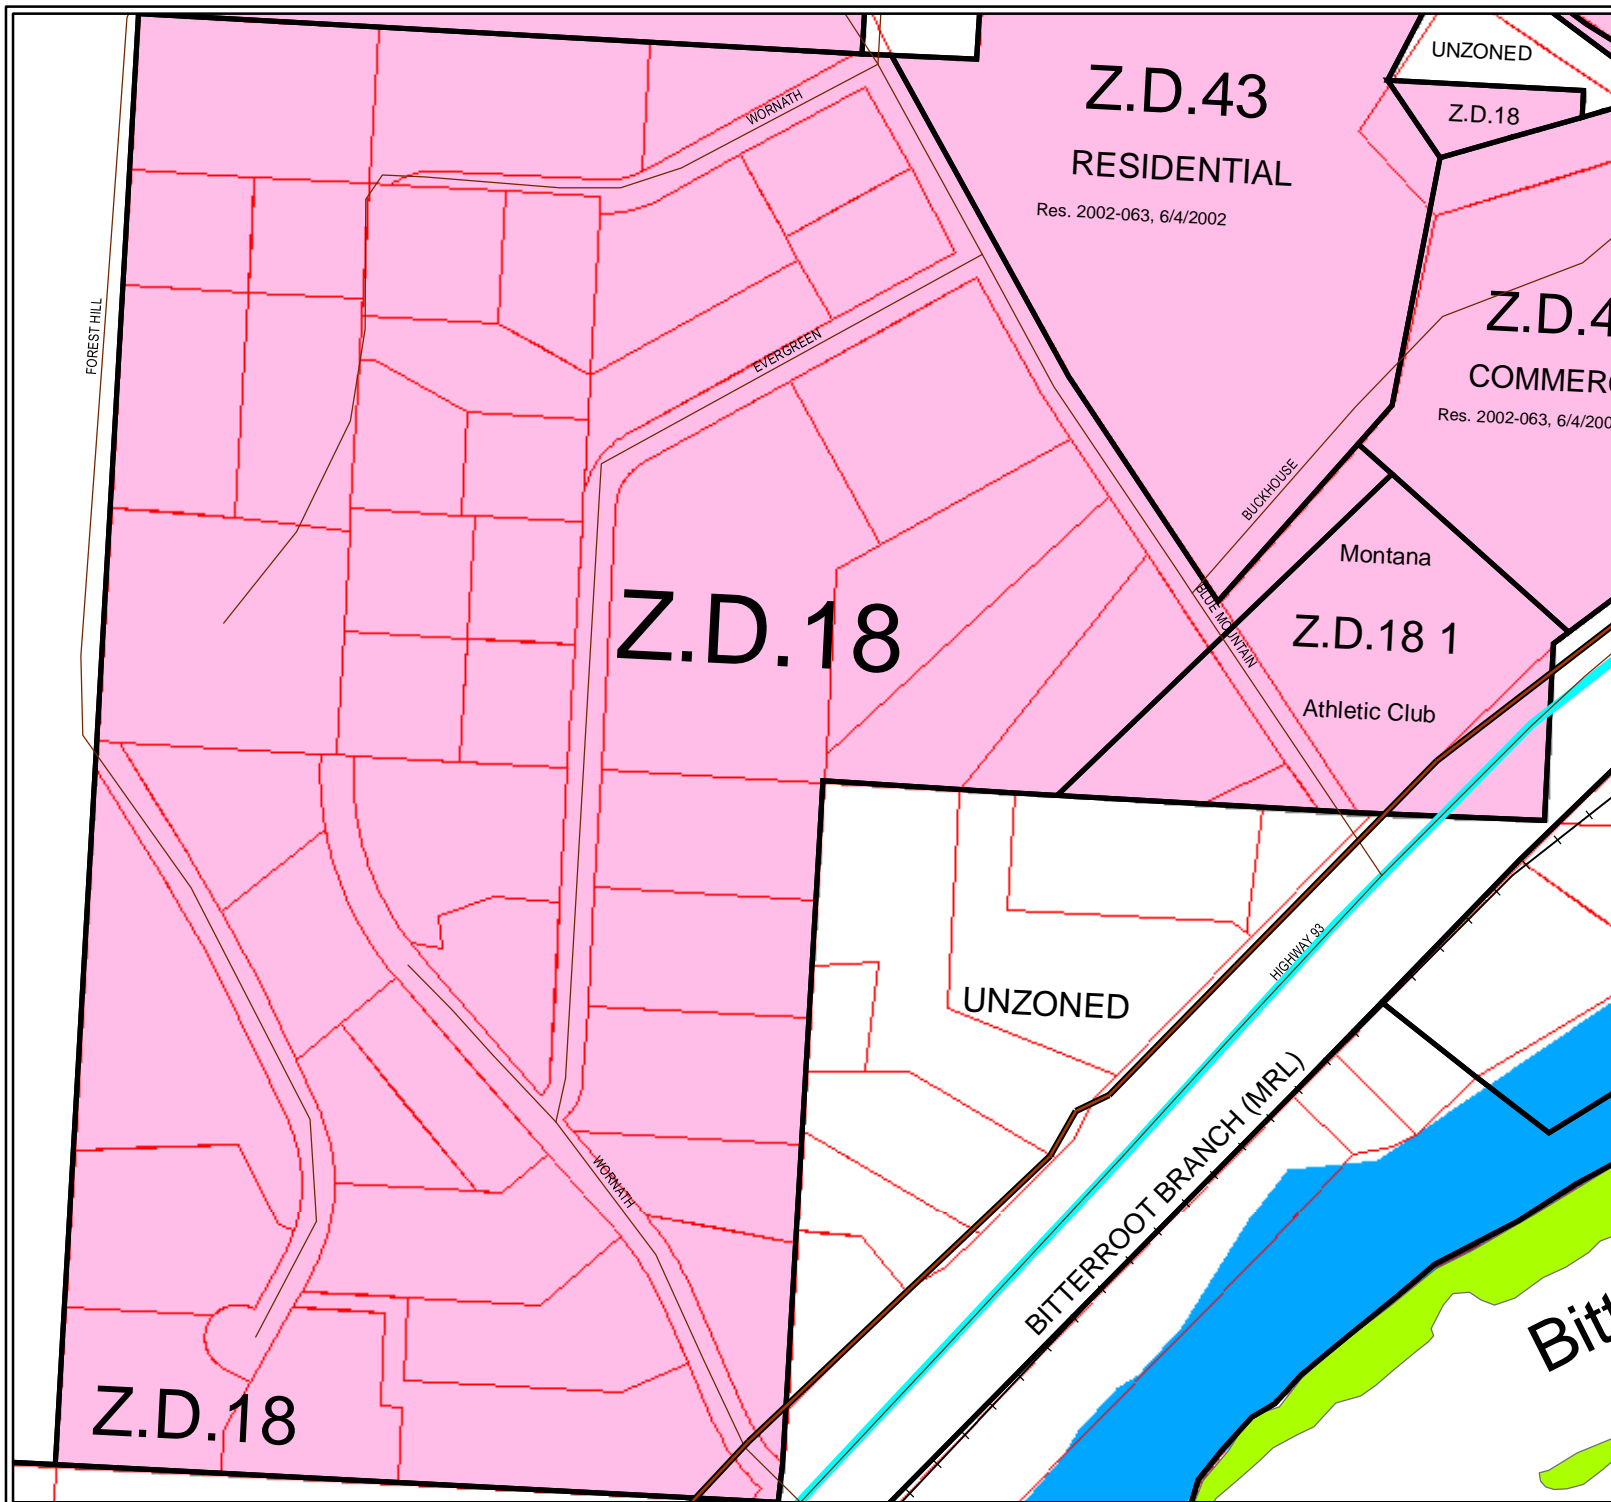 UNZONED
Z.D.43
Z.D.18
WORNATH
RESIDENTIAL
Res. 2002-063, 6/4/2002
FOREST HILL
Z.D.4
EVERGREEN
COMMER
Res. 2002-063, 6/4/200
BUCKHOUSE
Montana
BLUE MOUNTAIN
Z.D.18
Z.D.18 1
Athletic Club
HIGHWAY 93
UNZONED
BITTERROOT BRANCH (MRL)
WORNATH
Bitt
Z.D.18